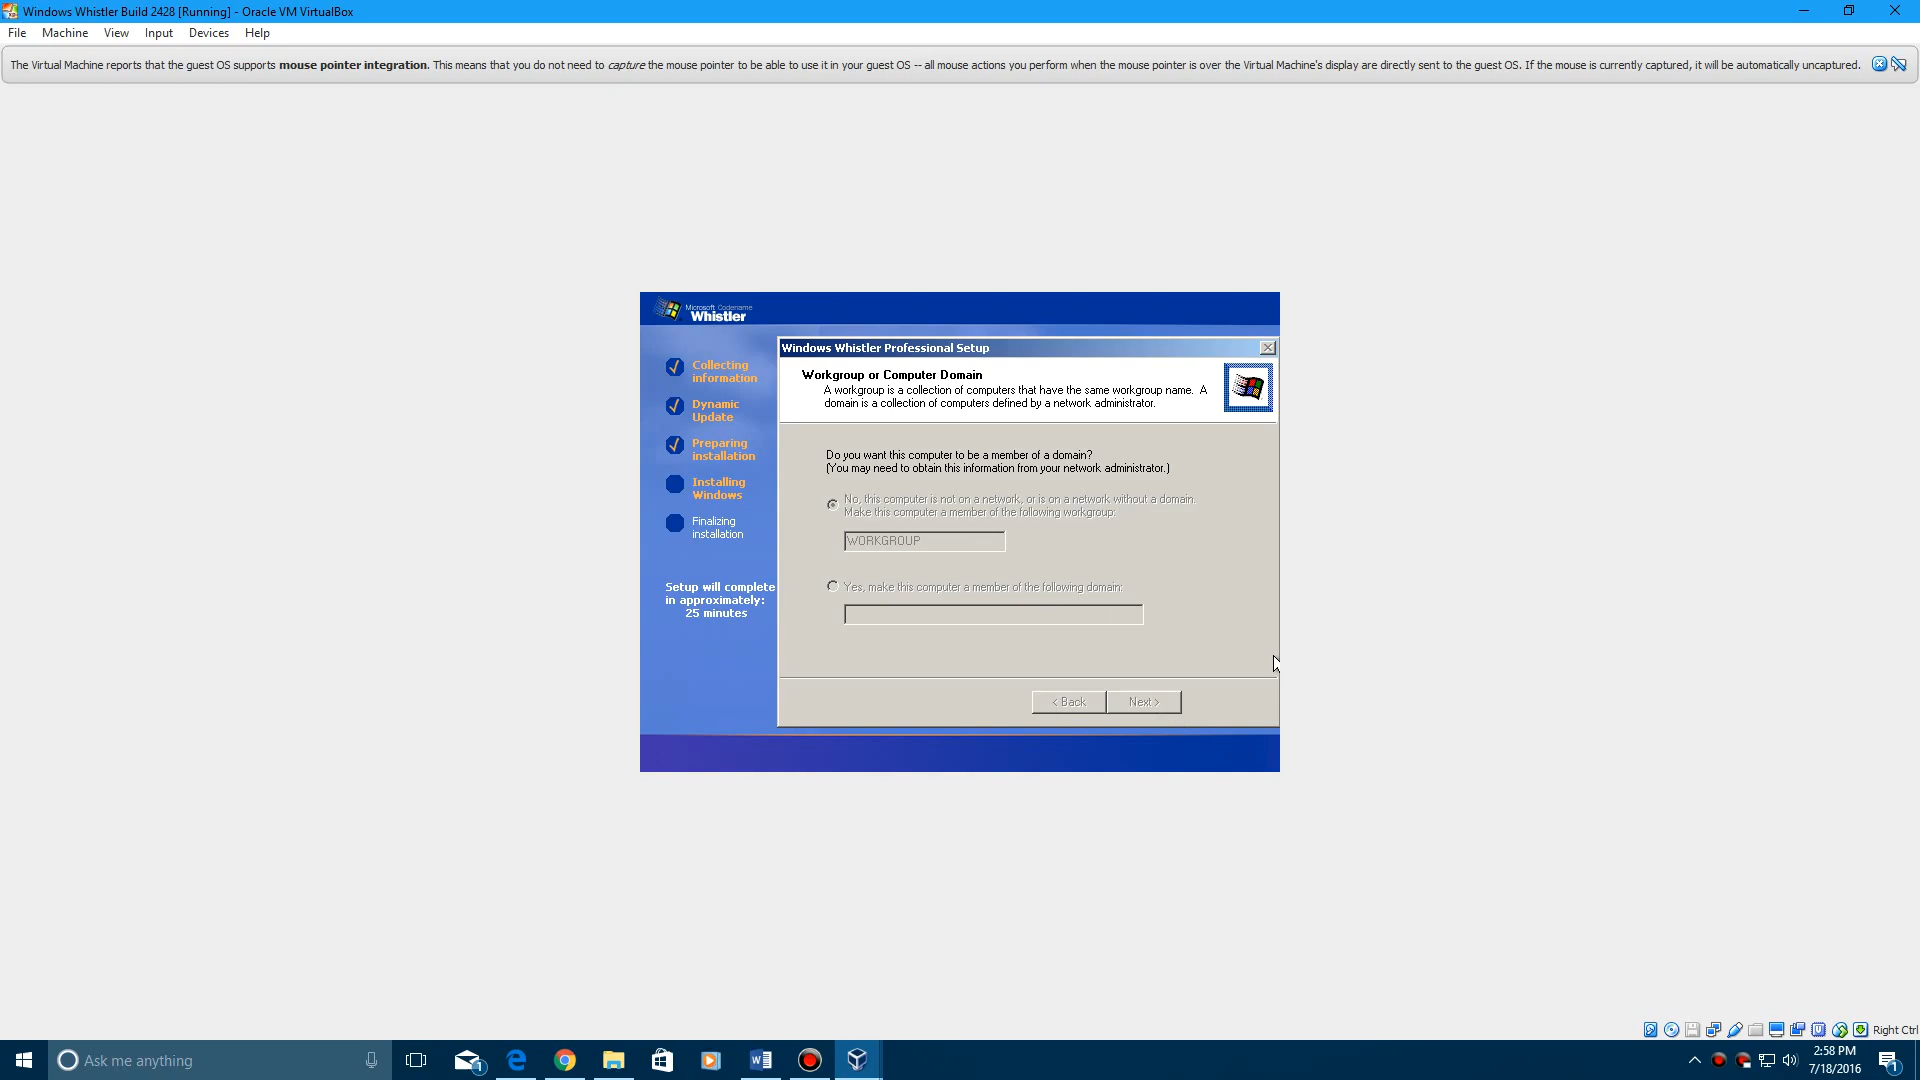 Windows Whistler Build 2428 [Running] - Oracle VM VirtualBox
File Machine View Input Devices Help
The Virtual Machine reports that the guest OS supports mouse pointer integration. This means that you do not need to capture the mouse pointer to be able to use it in your guest OS -- all mouse actions you perform when the mouse pointer is over the Virtual Machine's display are directly sent to the guest OS. If the mouse is currently captured, it will be automatically uncaptured.
Microsoft Codename
Whistler
Collecting
information
Dynamic
Update
Preparing
installation
Installing
Windows
Finalizing
installation
Setup will complete
in approximately:
25 minutes
Windows Whistler Professional Setup
Workgroup or Computer Domain
A workgroup is a collection of computers that have the same workgroup name. A
domain is a collection of computers defined by a network administrator.
Do you want this computer to be a member of a domain?
(You may need to obtain this information from your network administrator.)
No, this computer is not on a network, or is on a network without a domain.
Make this computer a member of the following workgroup:
WORKGROUP
Yes, make this computer a member of the following domain:
< Back Next >
Right Ctrl
Ask me anything
1
2:58 PM
7/18/2016
1